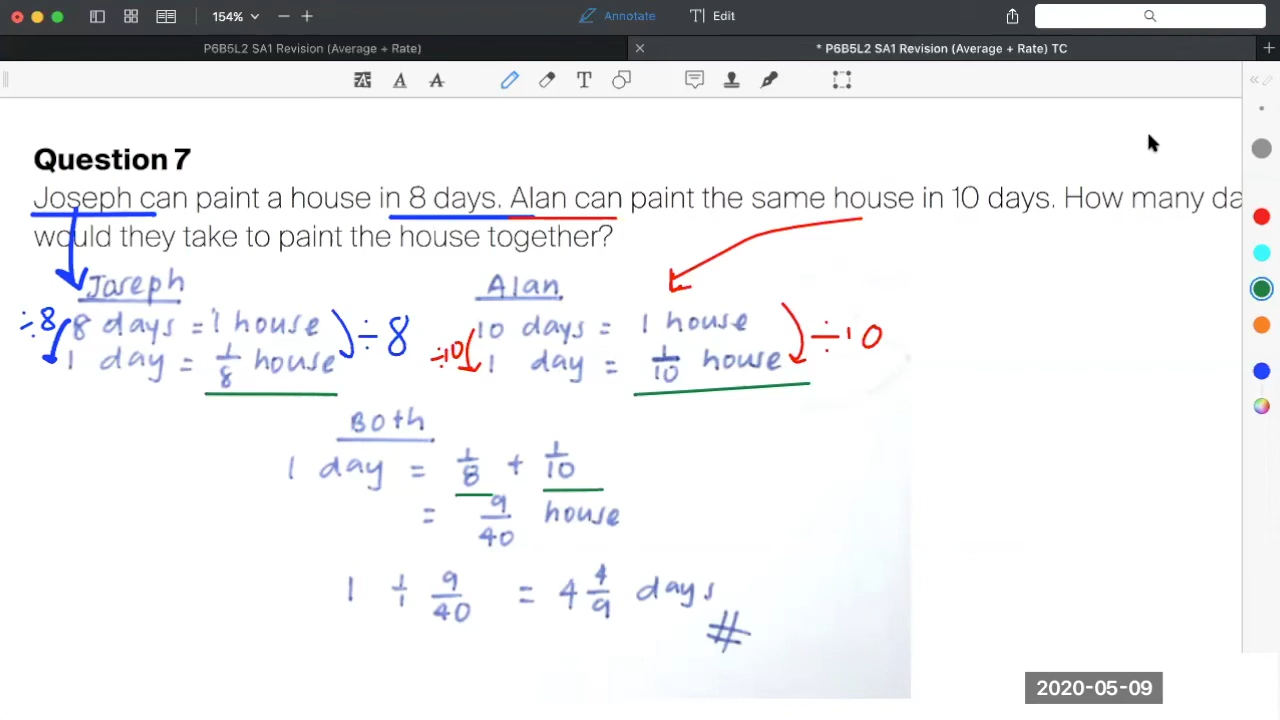 154%
Annotate
T| Edit
P6B5L2 SA1 Revision (Average + Rate)
* P6B5L2 SA1 Revision (Average + Rate) TC
Question 7
Joseph can paint a house in 8 days. Alan can paint the same house in 10 days. How many da
would they take to paint the house together?
Joseph
÷8 8 days = 1 house ÷8
1 day = 1/8 house
Alan
÷10 10 days = 1 house ÷10
1 day = 1/10 house
Both
1 day = 1/8 + 1/10
= 9/40 house
1 ÷ 9/40 = 4 4/9 days
2020-05-09